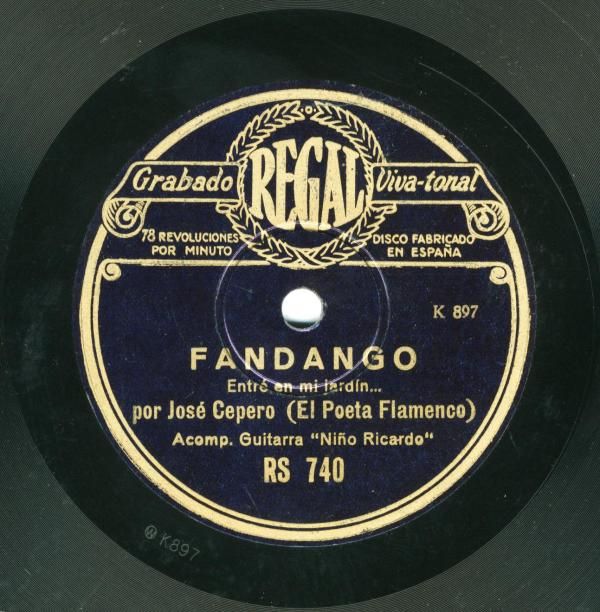 REGAL
Grabado Viva-tonal
78 REVOLUCIONES POR MINUTO
DISCO FABRICADO EN ESPAÑA
K 897
FANDANGO
Entré en mi jardín...
por José Cepero (El Poeta Flamenco)
Acomp. Guitarra "Niño Ricardo"
RS 740
K897